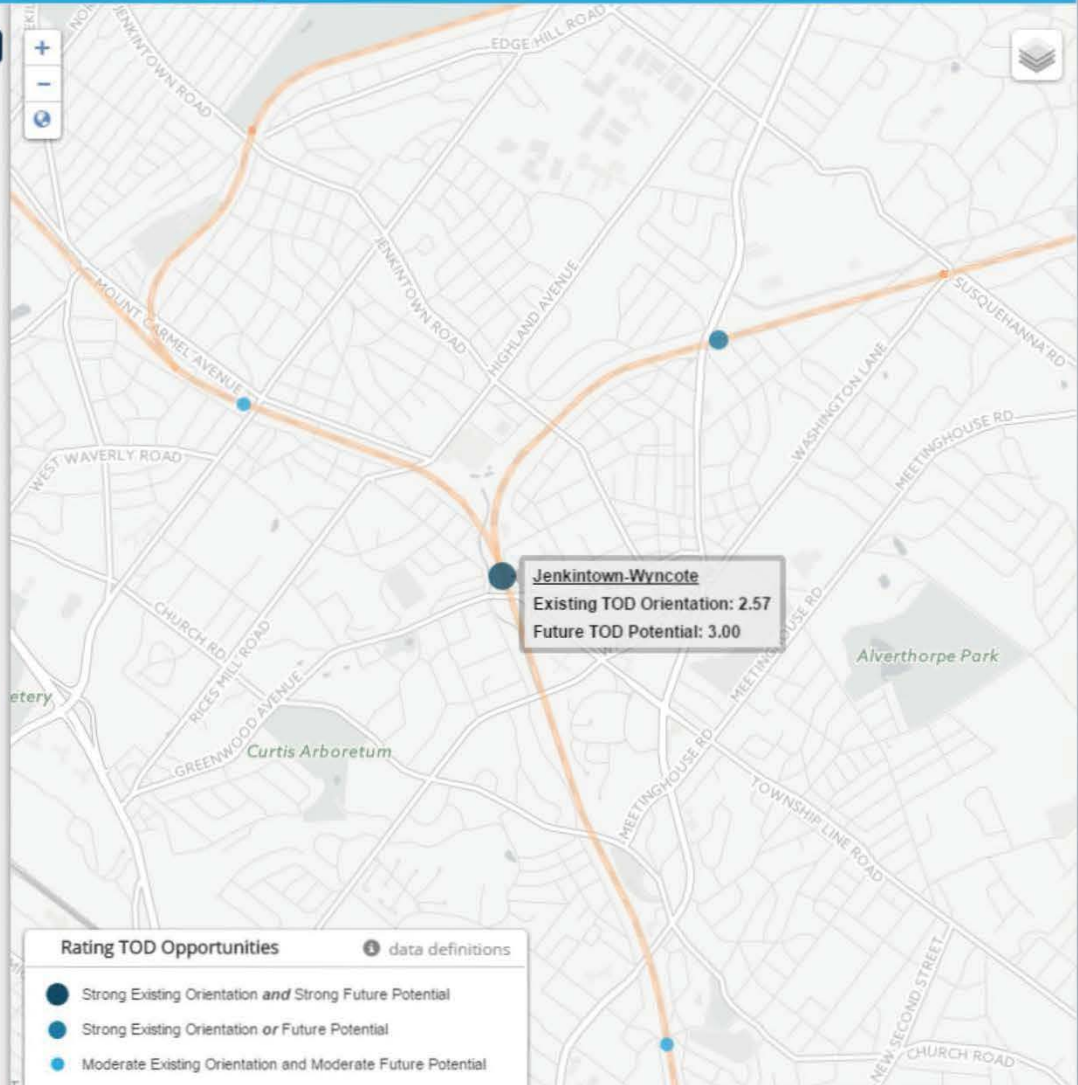 EDGE HILL ROAD
JENKINTOWN ROAD
+
−
SUSQUEHANNA RD
JENKINTOWN ROAD
HIGHLAND AVENUE
MOUNT CARMEL AVENUE
WASHINGTON LANE
MEETINGHOUSE RD
WEST WAVERLY ROAD
Jenkintown-Wyncote
Existing TOD Orientation: 2.57
Future TOD Potential: 3.00
CHURCH RD
RICES MILL ROAD
MEETINGHOUSE RD
Alverthorpe Park
etery
GREENWOOD AVENUE
Curtis Arboretum
MEETINGHOUSE RD
TOWNSHIP LINE ROAD
NEW SECOND STREET
CHURCH ROAD
Rating TOD Opportunities
data definitions
Strong Existing Orientation and Strong Future Potential
Strong Existing Orientation or Future Potential
Moderate Existing Orientation and Moderate Future Potential